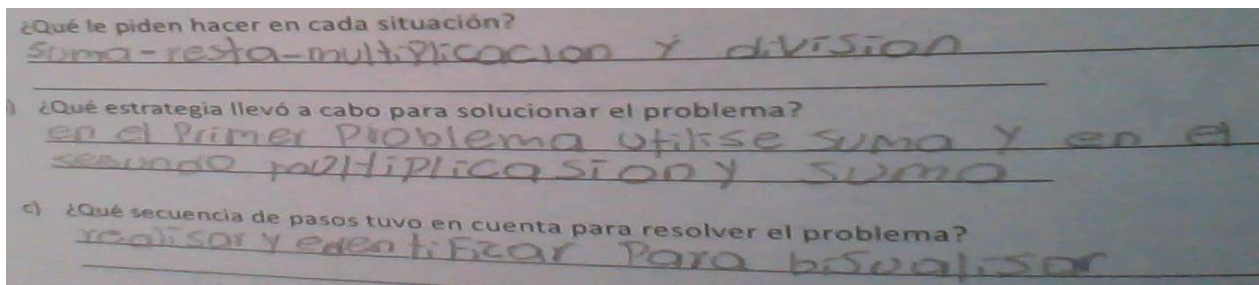 ¿Qué le piden hacer en cada situación?
suma-resta-multiplicacion y division
¿Qué estrategia llevó a cabo para solucionar el problema?
en el Primer Problema utilise suma y en el
segundo multiplicasion y suma
c) ¿Qué secuencia de pasos tuvo en cuenta para resolver el problema?
realisar y edentificar Para bisualisar